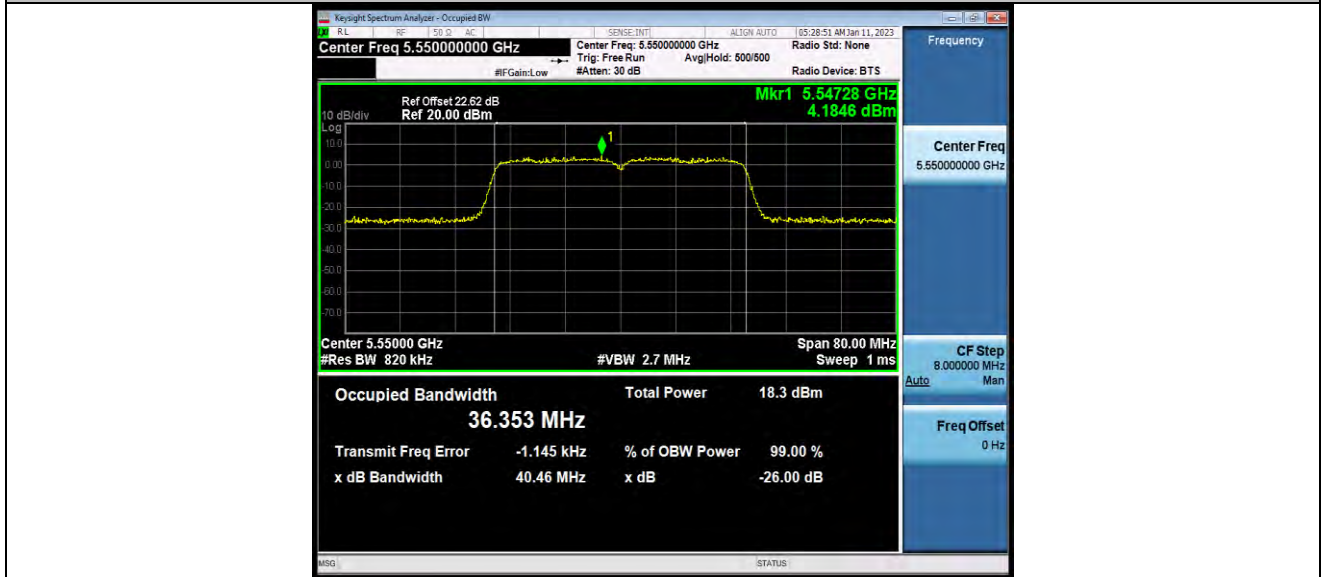 Keysight Spectrum Analyzer - Occupied BW
RL RF 50 Ω AC SENSE:INT ALIGN AUTO 05:28:51 AM Jan 11, 2023
Center Freq 5.550000000 GHz
Center Freq: 5.550000000 GHz Radio Std: None
Trig: Free Run Avg|Hold: 500/500
#IFGain:Low #Atten: 30 dB Radio Device: BTS
Frequency
Mkr1 5.54728 GHz
4.1846 dBm
Ref Offset 22.62 dB
10 dB/div Ref 20.00 dBm
Log
10.0
0.00
-10.0
-20.0
-30.0
-40.0
-50.0
-60.0
-70.0
1
Center 5.55000 GHz Span 80.00 MHz
#Res BW 820 kHz #VBW 2.7 MHz Sweep 1 ms
Center Freq
5.550000000 GHz
CF Step
8.000000 MHz
Auto Man
Freq Offset
0 Hz
Occupied Bandwidth Total Power 18.3 dBm
36.353 MHz
Transmit Freq Error -1.145 kHz % of OBW Power 99.00 %
x dB Bandwidth 40.46 MHz x dB -26.00 dB
MSG STATUS